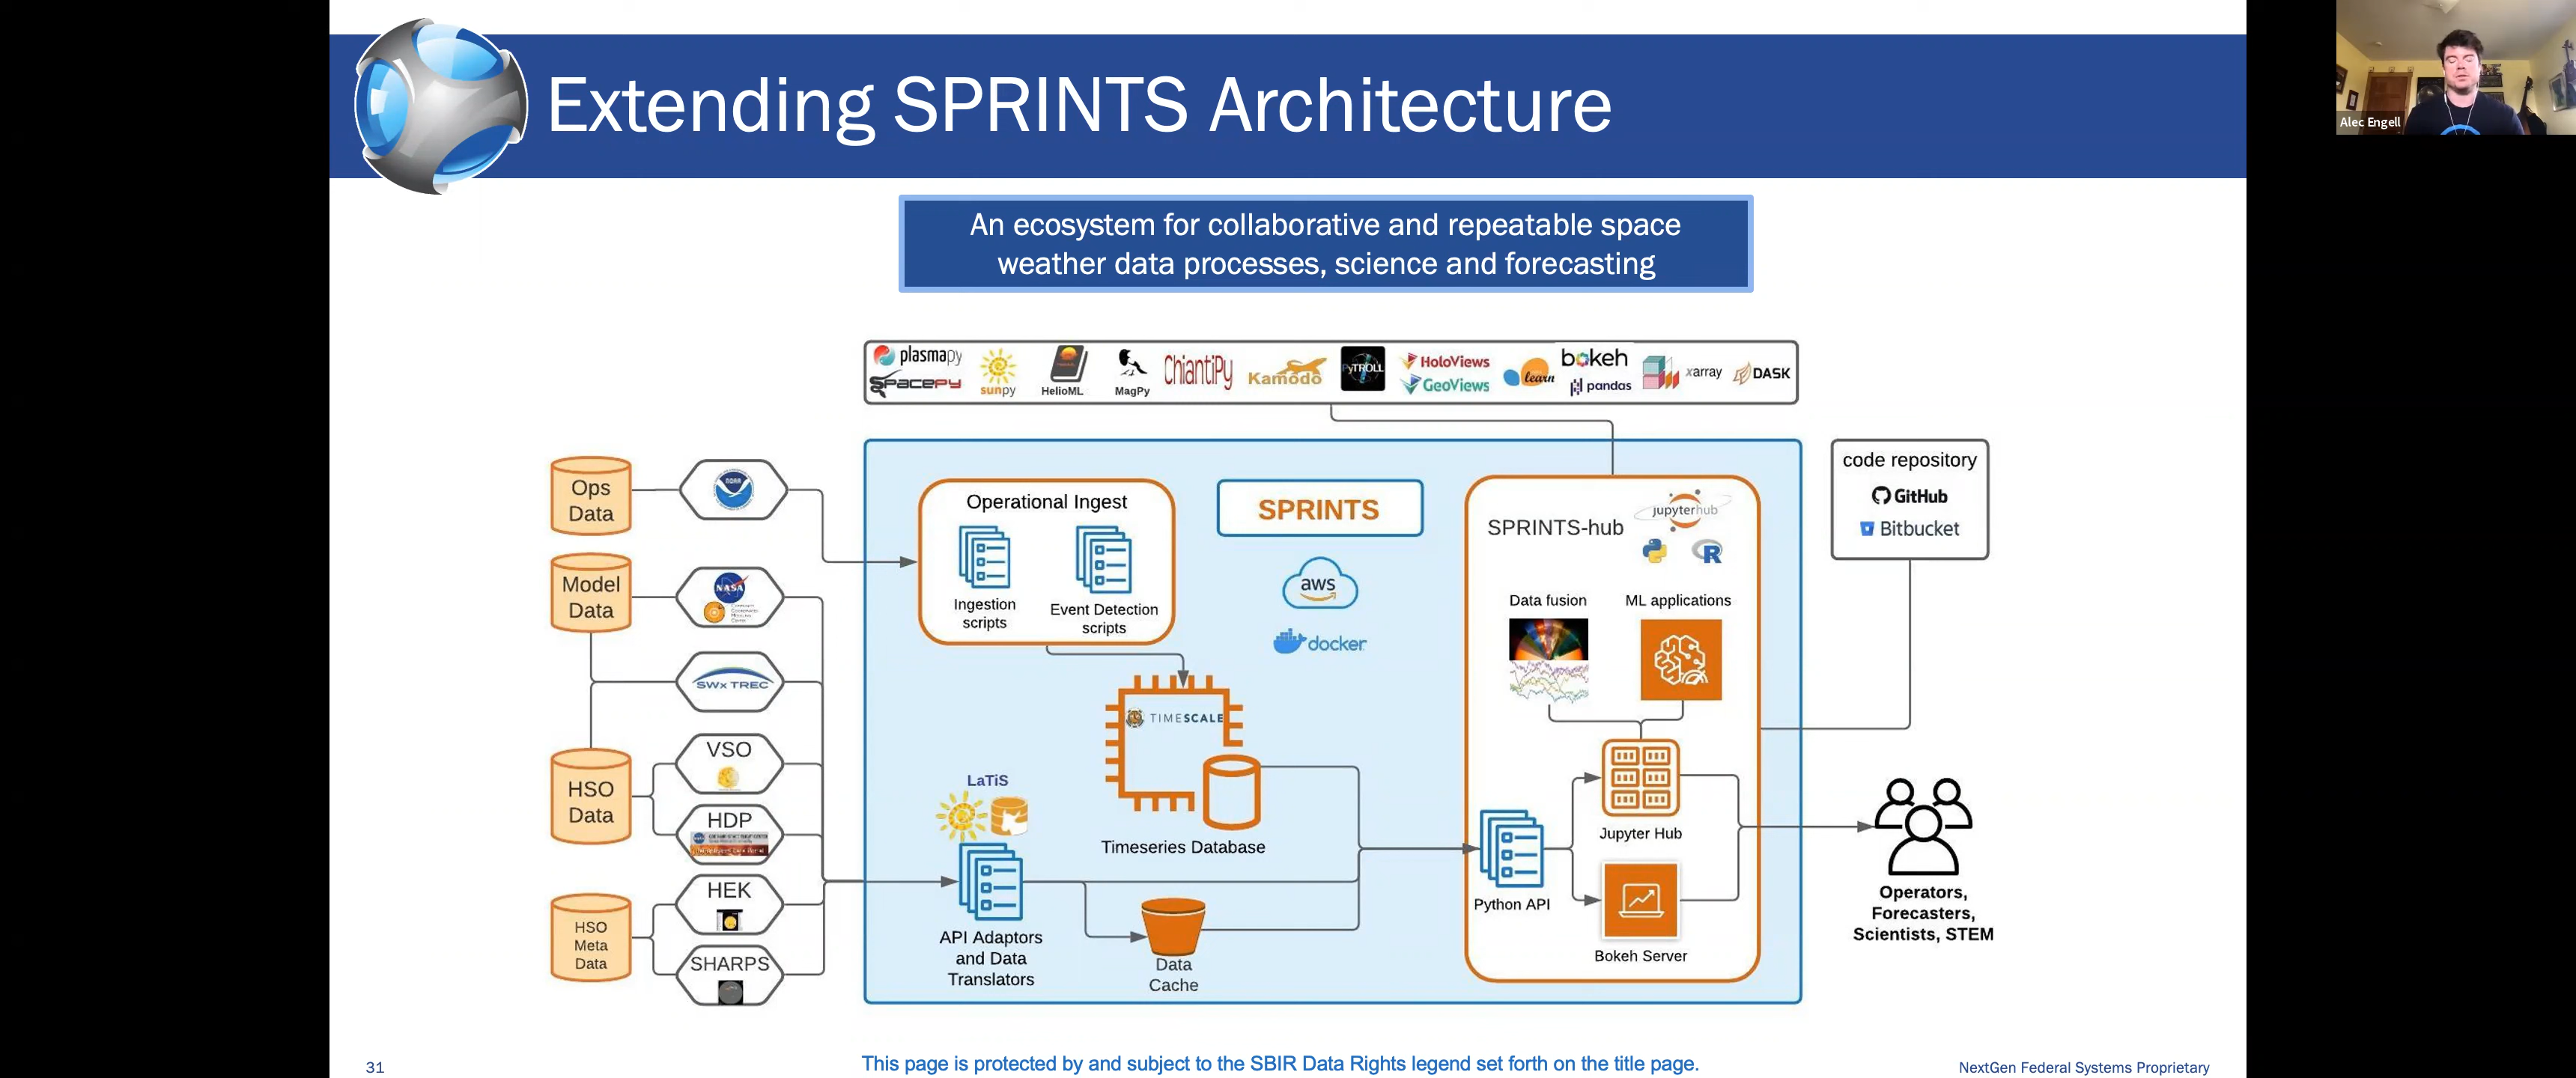 Extending SPRINTS Architecture
Alec Engell
An ecosystem for collaborative and repeatable space
weather data processes, science and forecasting
plasmapy
SPACEPY
sunpy
HelioML
MagPy
ChiantiPy
Kamodo
PyTROLL
HoloViews
GeoViews
learn
bokeh
pandas
xarray
DASK
Ops
Data
NOAA
Model
Data
NASA
SWx TREC
HSO
Data
VSO
HDP
HSO
Meta
Data
HEK
SHARPS
Operational Ingest
Ingestion
scripts
Event Detection
scripts
SPRINTS
aws
docker
TIMESCALE
Timeseries Database
LaTiS
API Adaptors
and Data
Translators
Data
Cache
SPRINTS-hub
jupyterhub
R
Data fusion
ML applications
Python API
Jupyter Hub
Bokeh Server
code repository
GitHub
Bitbucket
Operators,
Forecasters,
Scientists, STEM
31
This page is protected by and subject to the SBIR Data Rights legend set forth on the title page.
NextGen Federal Systems Proprietary